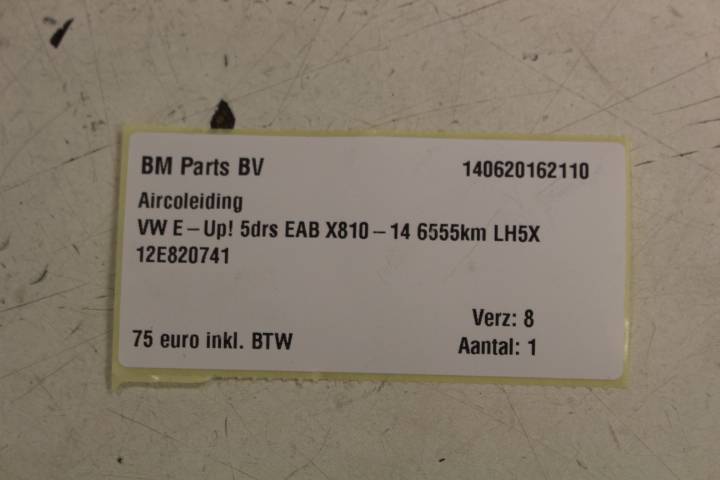 BM Parts BV 140620162110
Aircoleiding
VW E-Up! 5drs EAB X810-14 6555km LH5X
12E820741
Verz: 8
75 euro inkl. BTW Aantal: 1